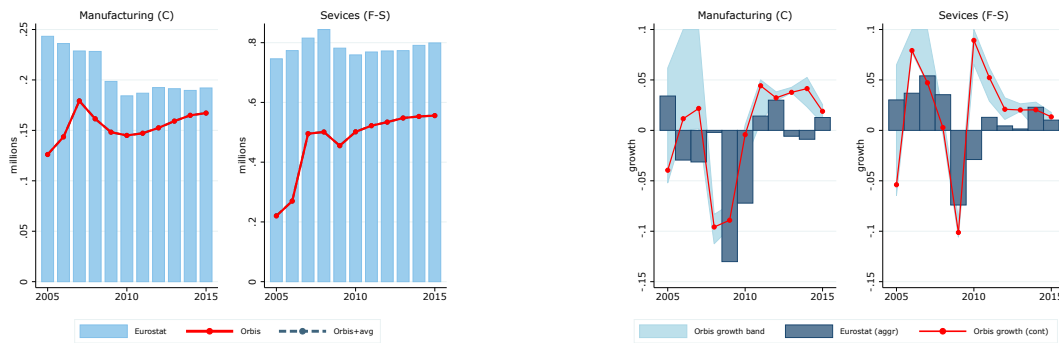 Manufacturing (C)
Sevices (F-S)
millions
0
.05
.1
.15
.2
.25
2005
2010
2015
millions
0
.2
.4
.6
.8
2005
2010
2015
Eurostat
Orbis
Orbis+avg
Manufacturing (C)
Sevices (F-S)
growth
-.15
-.1
-.05
0
.05
.1
2005
2010
2015
growth
-.15
-.1
-.05
0
.05
.1
2005
2010
2015
Orbis growth band
Eurostat (aggr)
Orbis growth (cont)